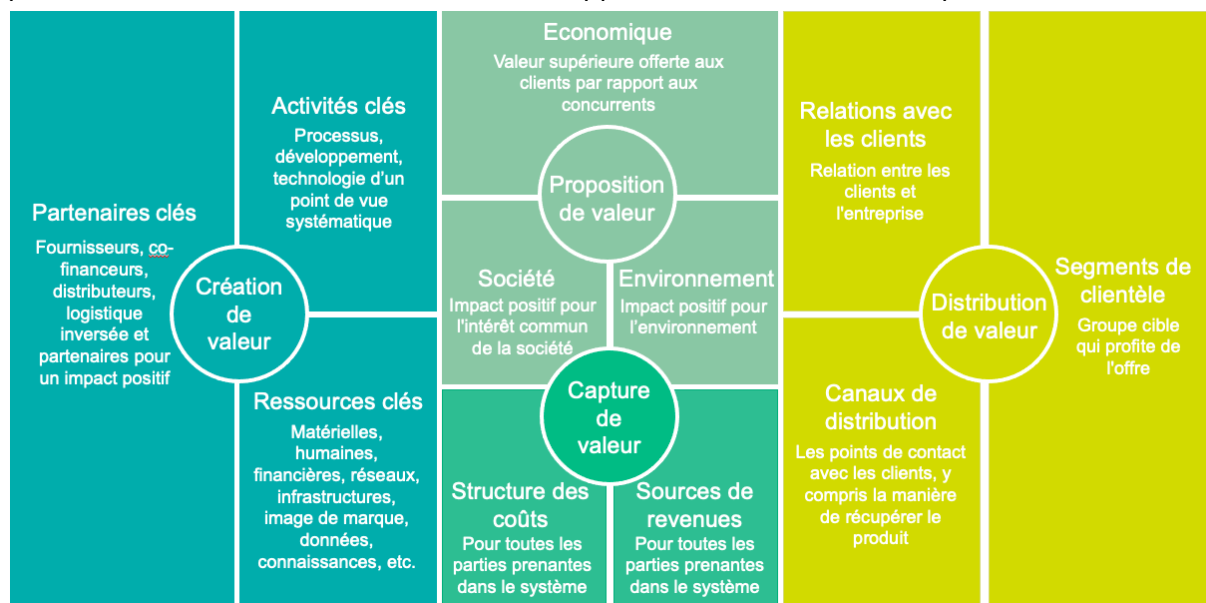 Partenaires clés
Fournisseurs, co-
financeurs,
distributeurs,
logistique
inversée et
partenaires pour
un impact positif
Activités clés
Processus,
développement,
technologie d'un
point de vue
systématique
Création
de
valeur
Ressources clés
Matérielles,
humaines,
financières, réseaux,
infrastructures,
image de marque,
données,
connaissances, etc.
Economique
Valeur supérieure offerte aux
clients par rapport aux
concurrents
Proposition
de valeur
Société
Impact positif pour
l'intérêt commun
de la société
Environnement
Impact positif pour
l'environnement
Capture
de
valeur
Structure des
coûts
Pour toutes les
parties prenantes
dans le système
Sources de
revenues
Pour toutes les
parties prenantes
dans le système
Relations avec
les clients
Relation entre les
clients et
l'entreprise
Distribution
de valeur
Canaux de
distribution
Les points de contact
avec les clients, y
compris la manière
de récupérer le
produit
Segments de
clientèle
Groupe cible
qui profite de
l'offre